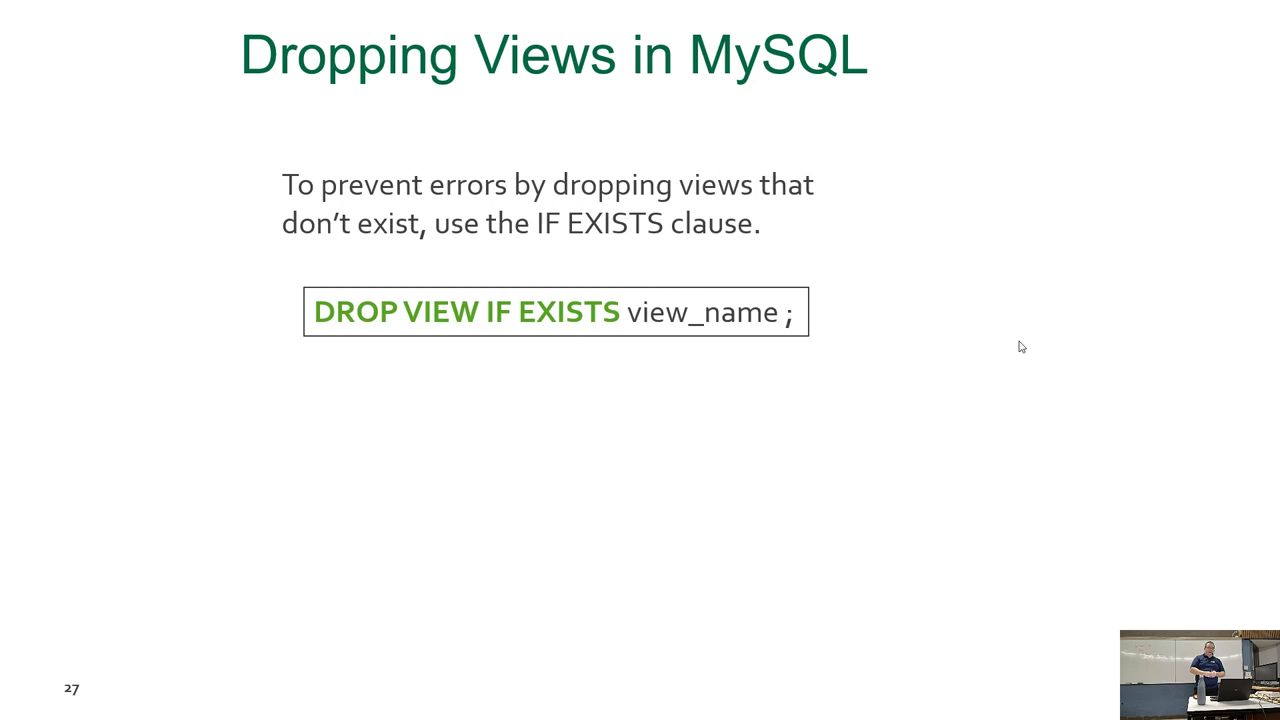 Dropping Views in MySQL
To prevent errors by dropping views that
don’t exist, use the IF EXISTS clause.
DROP VIEW IF EXISTS view_name ;
27